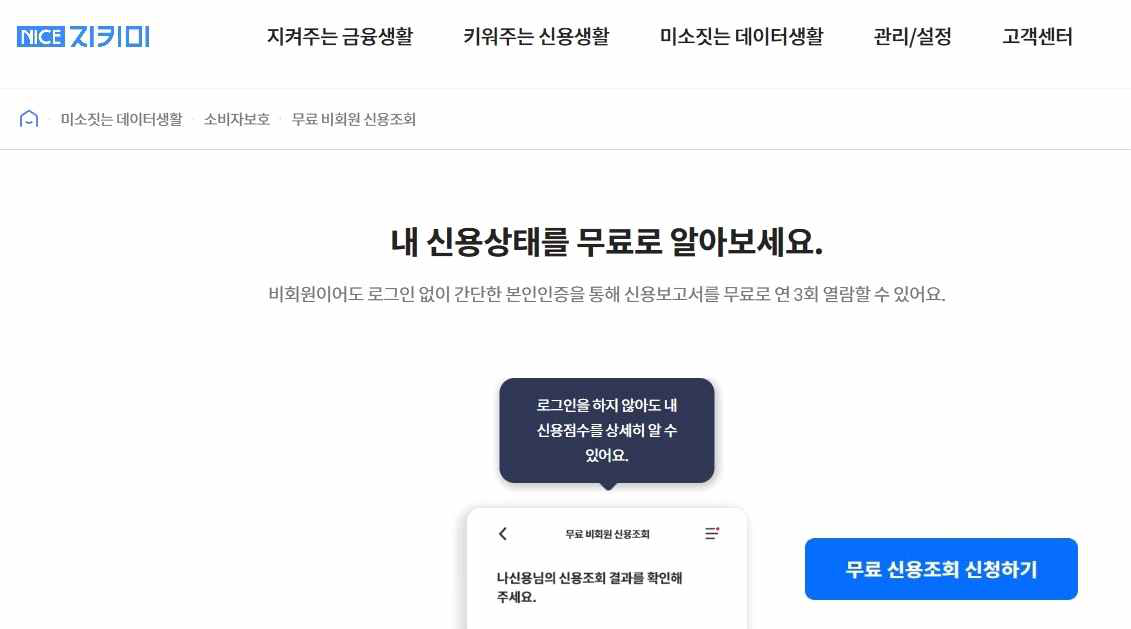 NICE 지키미
지켜주는 금융생활 키워주는 신용생활 미소짓는 데이터생활 관리/설정 고객센터
미소짓는 데이터생활 · 소비자보호 · 무료 비회원 신용조회
내 신용상태를 무료로 알아보세요.
비회원이어도 로그인 없이 간단한 본인인증을 통해 신용보고서를 무료로 연 3회 열람할 수 있어요.
로그인을 하지 않아도 내
신용점수를 상세히 알 수
있어요.
무료 비회원 신용조회
나신용님의 신용조회 결과를 확인해
주세요.
무료 신용조회 신청하기